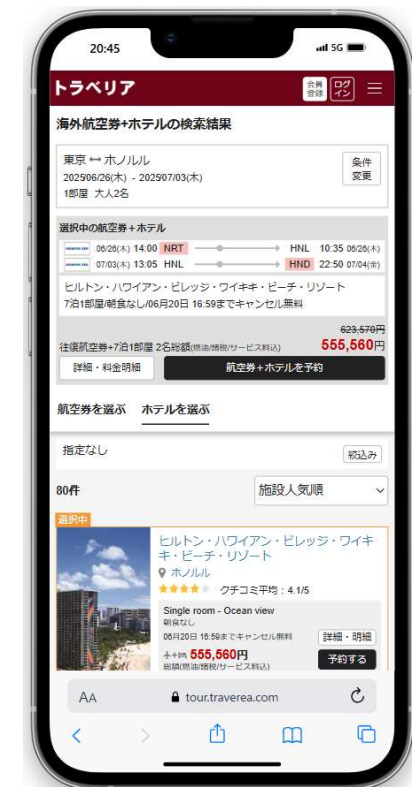 20:45
5G
トラベリア
会員登録
ログイン
海外航空券+ホテルの検索結果
東京 ↔ ホノルル
2025/06/26(木) - 2025/07/03(木)
1部屋 大人2名
条件変更
選択中の航空券+ホテル
06/26(木) 14:00 NRT HNL 10:35 06/26(木)
07/03(木) 13:05 HNL HND 22:50 07/04(金)
ヒルトン・ハワイアン・ビレッジ・ワイキキ・ビーチ・リゾート
7泊1部屋/朝食なし/06月20日 16:59までキャンセル無料
623,570円
往復航空券+7泊1部屋 2名総額(燃油/諸税/サービス料込) 555,560円
詳細・料金明細
航空券+ホテルを予約
航空券を選ぶ ホテルを選ぶ
指定なし
絞込み
80件
施設人気順
選択中
ヒルトン・ハワイアン・ビレッジ・ワイキ
キ・ビーチ・リゾート
ホノルル
クチコミ平均:4.1/5
Single room - Ocean view
朝食なし
06月20日 16:59までキャンセル無料
詳細・明細
555,560円
総額(燃油/諸税/サービス料込)
予約する
AA tour.traverea.com